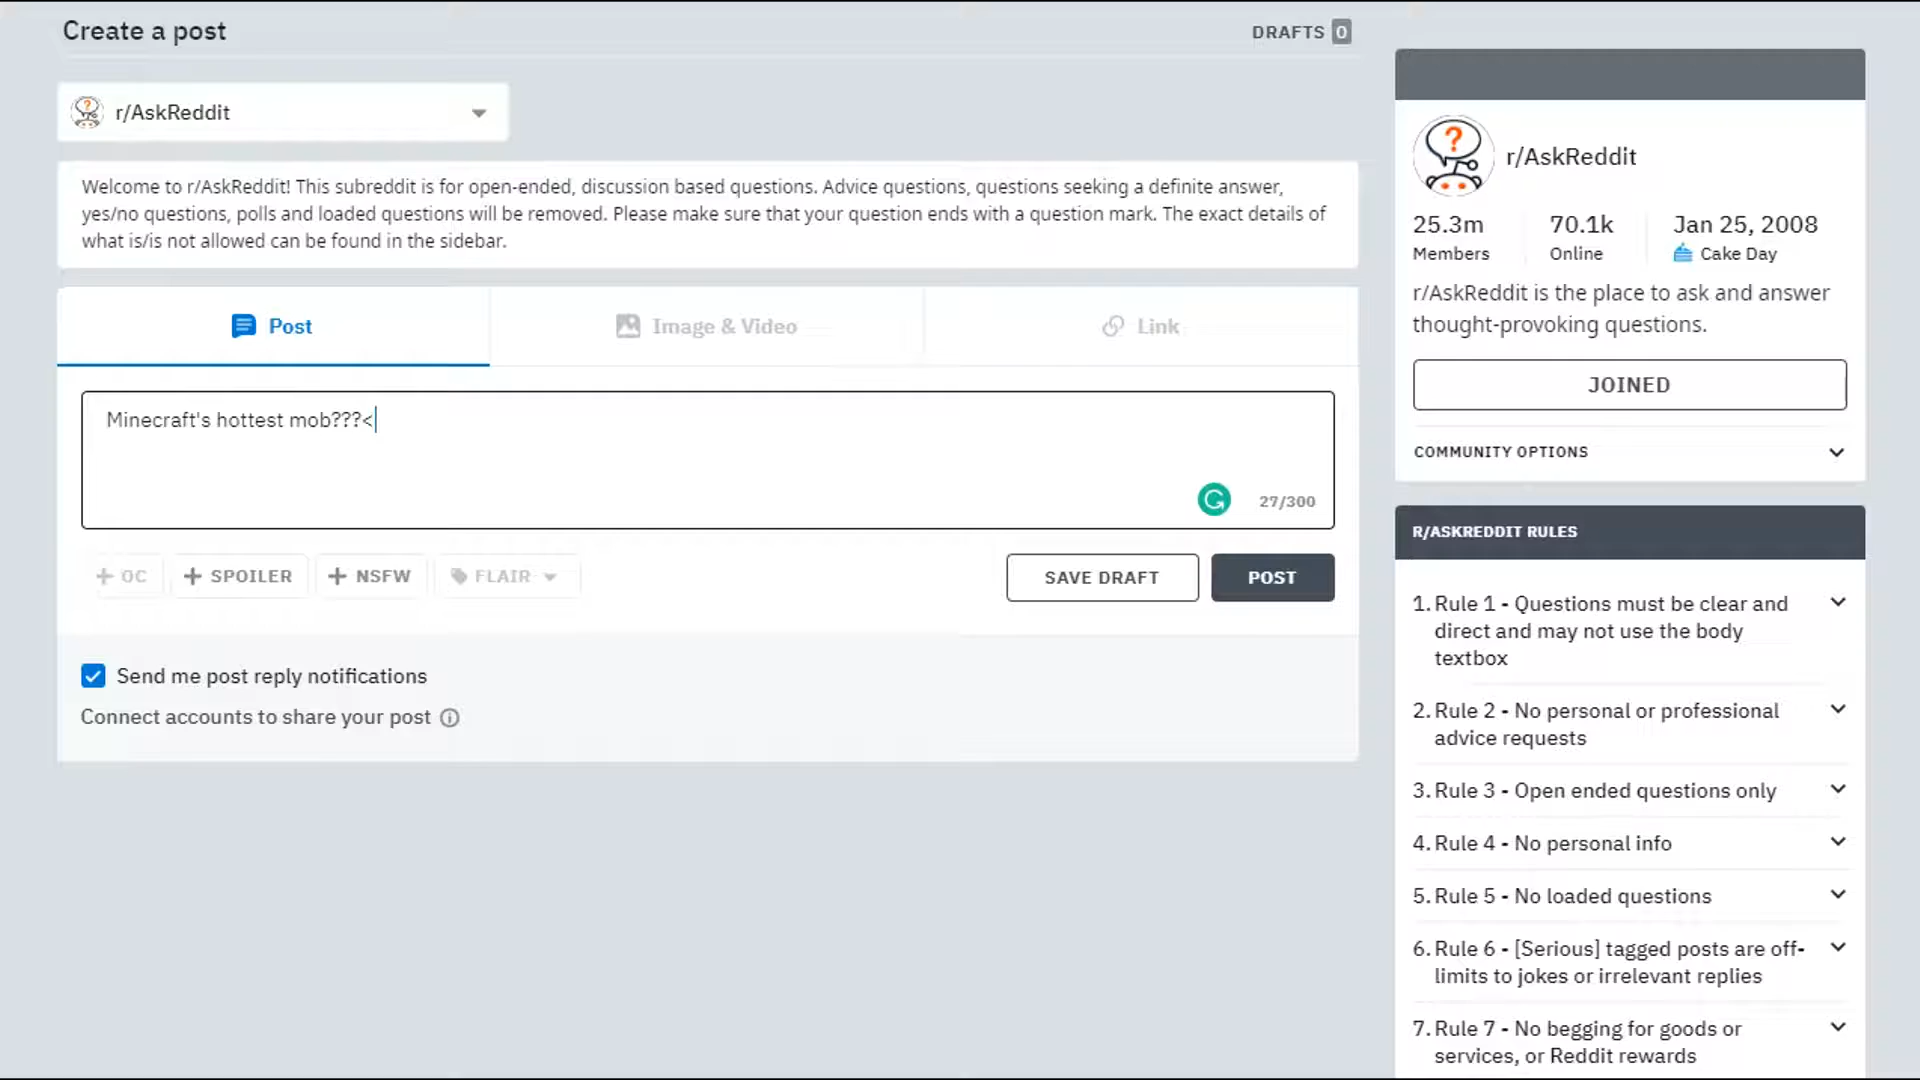 Create a post
DRAFTS 0
r/AskReddit
Welcome to r/AskReddit! This subreddit is for open-ended, discussion based questions. Advice questions, questions seeking a definite answer,
yes/no questions, polls and loaded questions will be removed. Please make sure that your question ends with a question mark. The exact details of
what is/is not allowed can be found in the sidebar.
Post
Image & Video
Link
Minecraft's hottest mob???<
27/300
+ OC
+ SPOILER
+ NSFW
FLAIR
SAVE DRAFT
POST
Send me post reply notifications
Connect accounts to share your post
r/AskReddit
25.3m
Members
70.1k
Online
Jan 25, 2008
Cake Day
r/AskReddit is the place to ask and answer
thought-provoking questions.
JOINED
COMMUNITY OPTIONS
R/ASKREDDIT RULES
1. Rule 1 - Questions must be clear and
direct and may not use the body
textbox
2. Rule 2 - No personal or professional
advice requests
3. Rule 3 - Open ended questions only
4. Rule 4 - No personal info
5. Rule 5 - No loaded questions
6. Rule 6 - [Serious] tagged posts are off-
limits to jokes or irrelevant replies
7. Rule 7 - No begging for goods or
services, or Reddit rewards